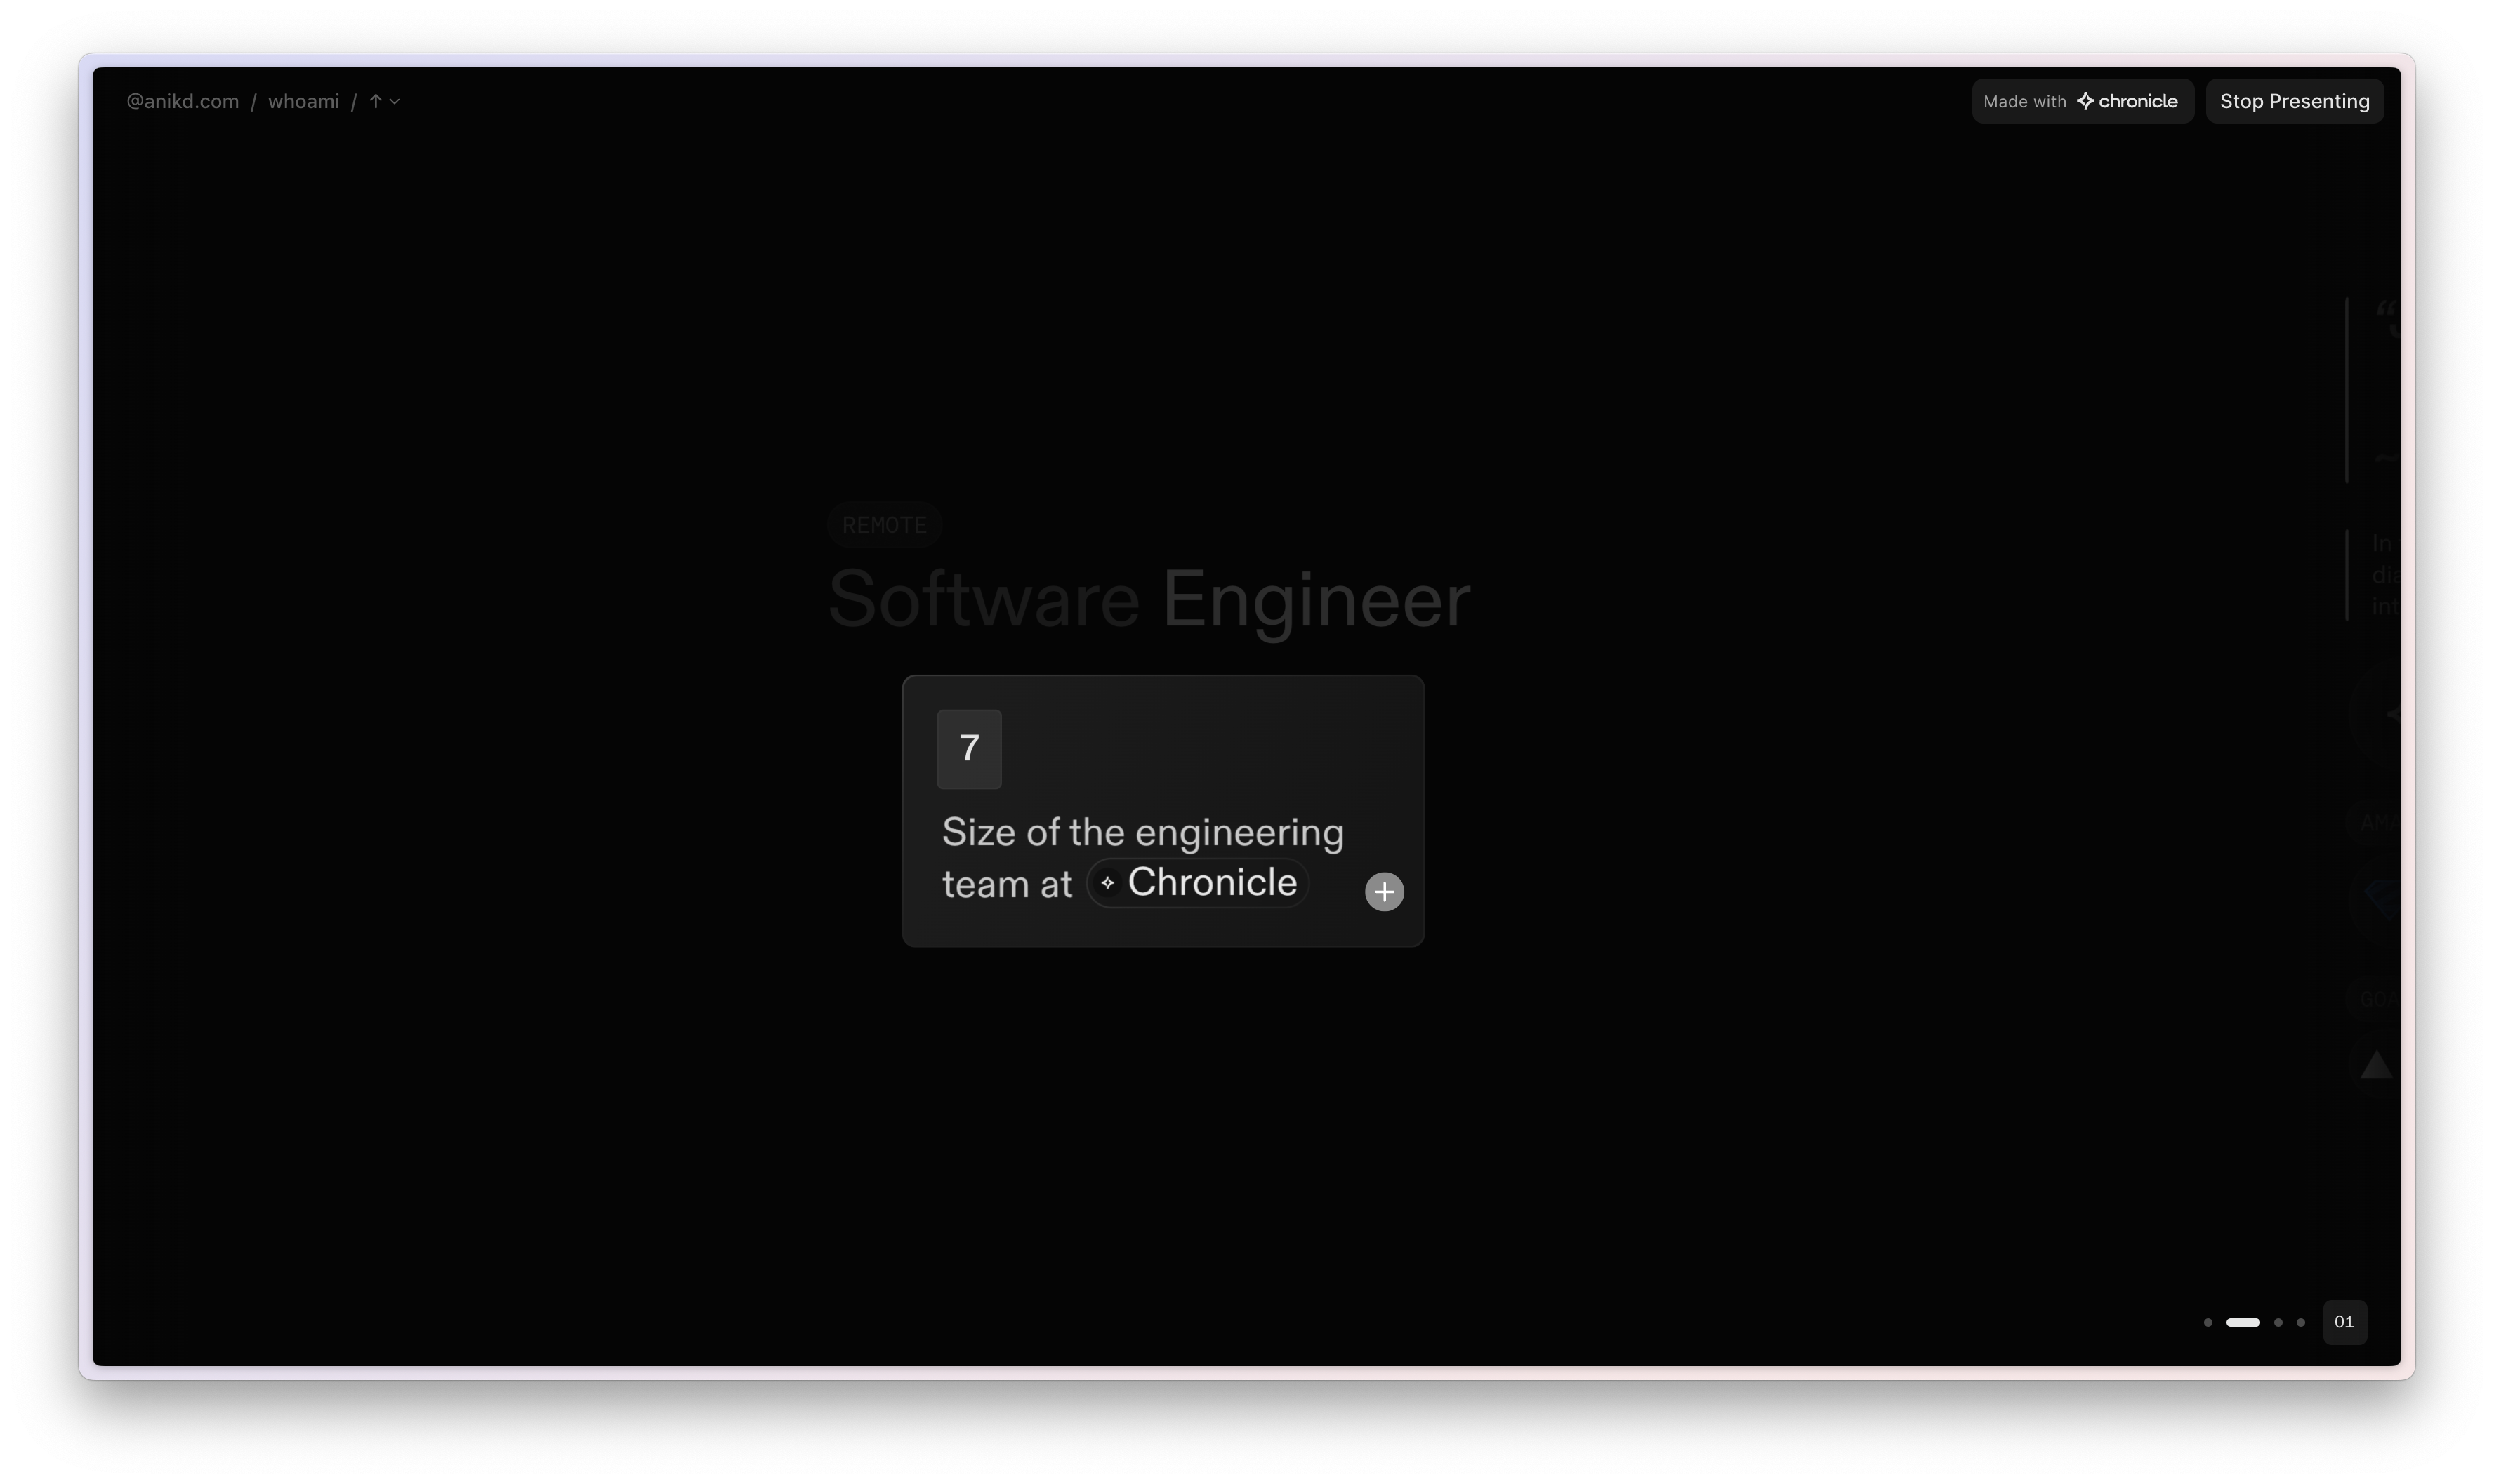 @anikd.com / whoami /
Made with chronicle
Stop Presenting
REMOTE
Software Engineer
7
Size of the engineering
team at Chronicle
In
01